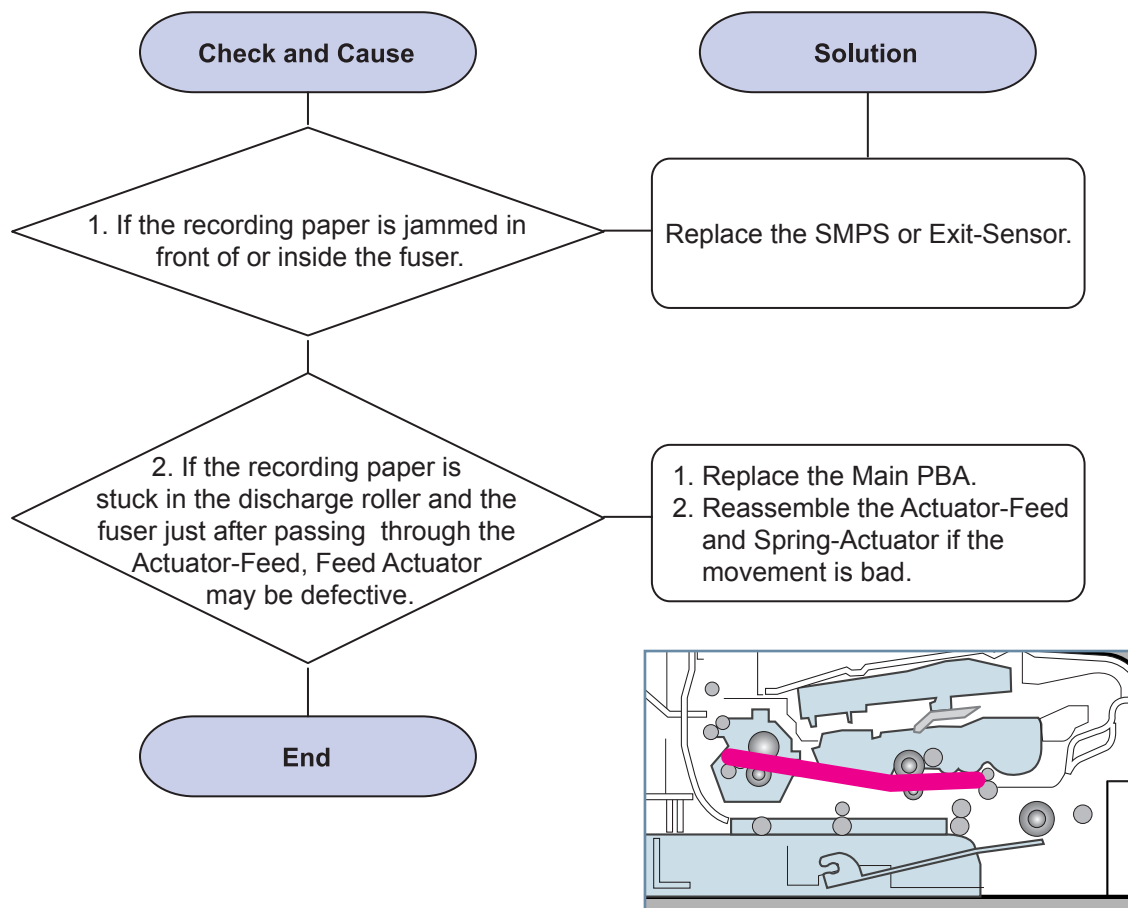 Check and Cause
Solution
1. If the recording paper is jammed in
front of or inside the fuser.
Replace the SMPS or Exit-Sensor.
2. If the recording paper is
stuck in the discharge roller and the
fuser just after passing through the
Actuator-Feed, Feed Actuator
may be defective.
1. Replace the Main PBA.
2. Reassemble the Actuator-Feed
and Spring-Actuator if the
movement is bad.
End